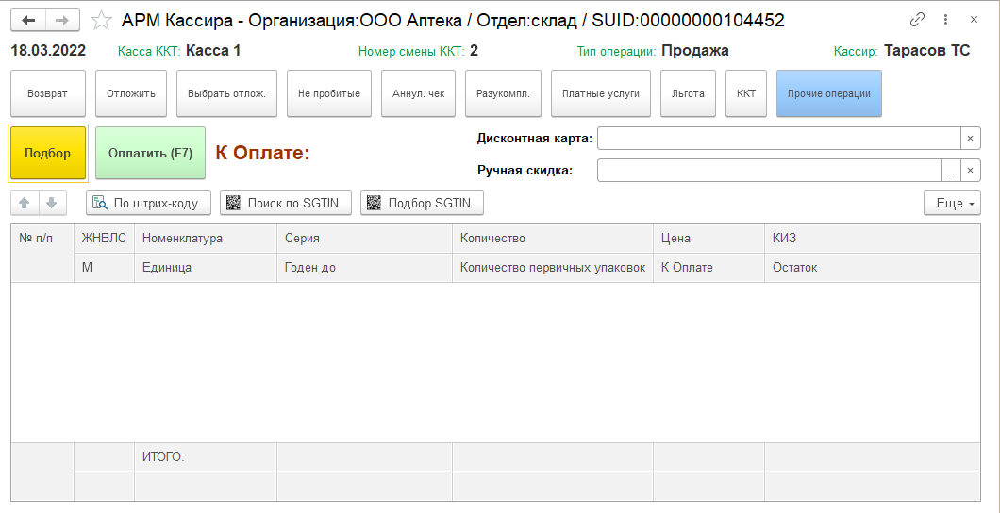 АРМ Кассира - Организация:ООО Аптека / Отдел:склад / SUID:00000000104452
18.03.2022 Касса ККТ: Касса 1 Номер смены ККТ: 2 Тип операции: Продажа Кассир: Тарасов ТС
Возврат Отложить Выбрать отлож. Не пробитые Аннул. чек Разукомпл. Платные услуги Льгота ККТ Прочие операции
Подбор Оплатить (F7) К Оплате:
Дисконтная карта:
Ручная скидка: ...
По штрих-коду Поиск по SGTIN Подбор SGTIN Еще
№ п/п ЖНВЛС Номенклатура Серия Количество Цена КИЗ
М Единица Годен до Количество первичных упаковок К Оплате Остаток
ИТОГО: